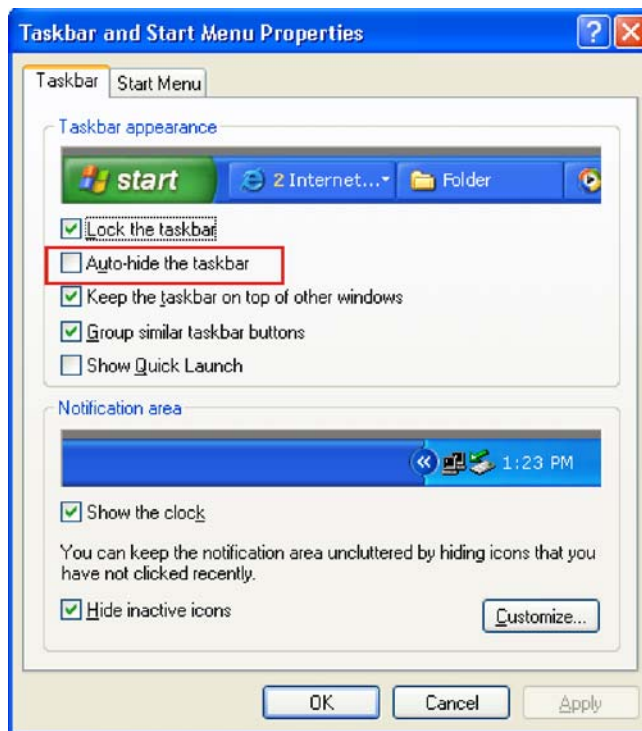 Taskbar and Start Menu Properties
Taskbar
Start Menu
Taskbar appearance
start
2 Internet...
Folder
Lock the taskbar
Auto-hide the taskbar
Keep the taskbar on top of other windows
Group similar taskbar buttons
Show Quick Launch
Notification area
1:23 PM
Show the clock
You can keep the notification area uncluttered by hiding icons that you
have not clicked recently.
Hide inactive icons
Customize...
OK
Cancel
Apply